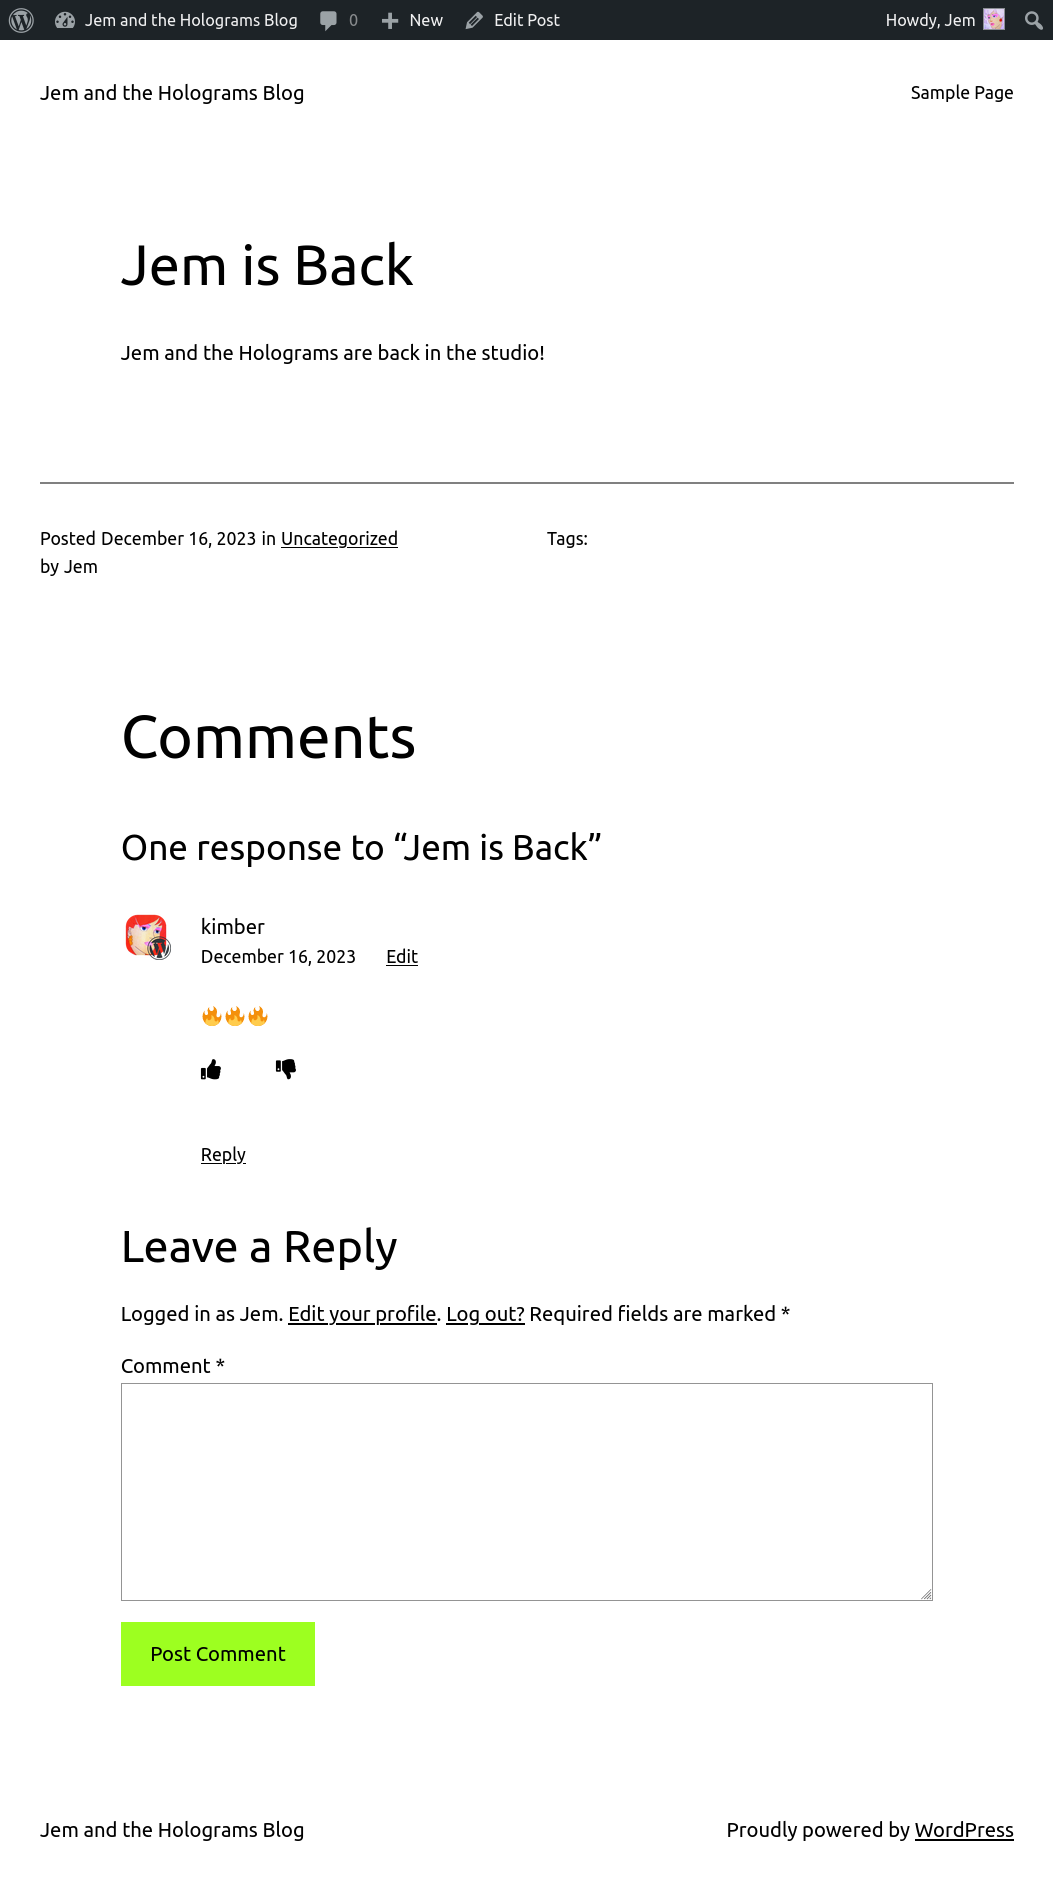 Jem and the Holograms Blog 0 New Edit Post Howdy, Jem
Jem and the Holograms Blog Sample Page
Jem is Back
Jem and the Holograms are back in the studio!
Posted December 16, 2023 in Uncategorized Tags:
by Jem
Comments
One response to “Jem is Back”
kimber
December 16, 2023 Edit
🔥🔥🔥
Reply
Leave a Reply
Logged in as Jem. Edit your profile. Log out? Required fields are marked *
Comment *
Post Comment
Jem and the Holograms Blog Proudly powered by WordPress